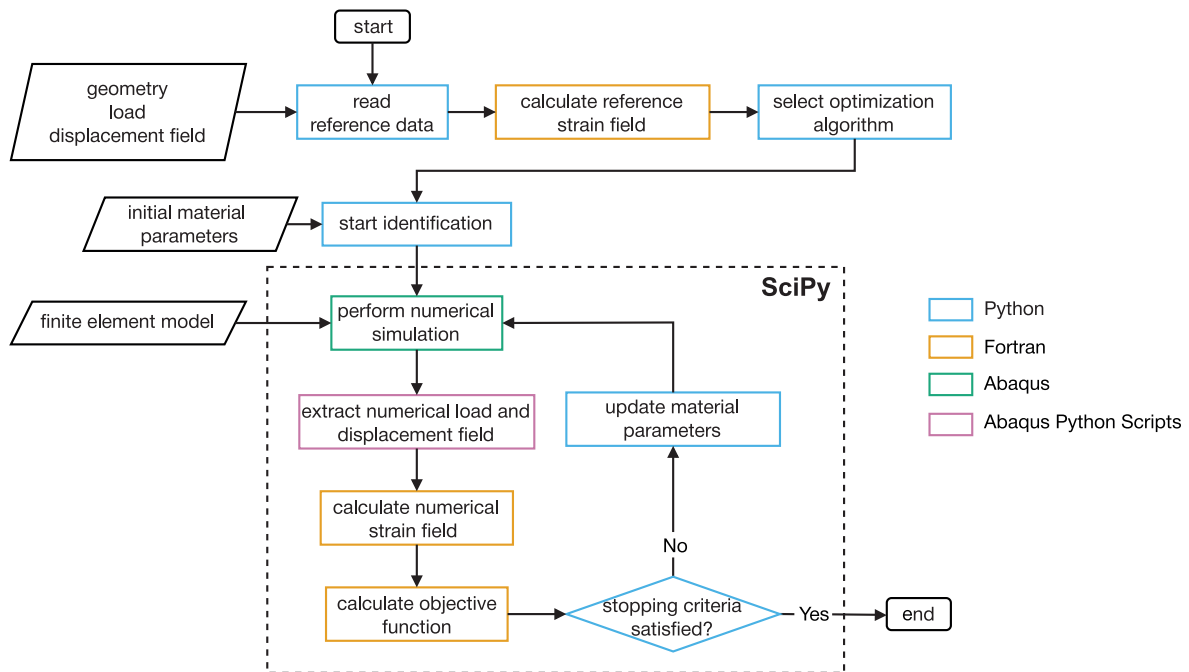 start
geometry
load
displacement field
read
reference data
calculate reference
strain field
select optimization
algorithm
initial material
parameters
start identification
SciPy
finite element model
perform numerical
simulation
Python
Fortran
Abaqus
Abaqus Python Scripts
extract numerical load and
displacement field
update material
parameters
calculate numerical
strain field
No
calculate objective
function
stopping criteria
satisfied?
Yes
end